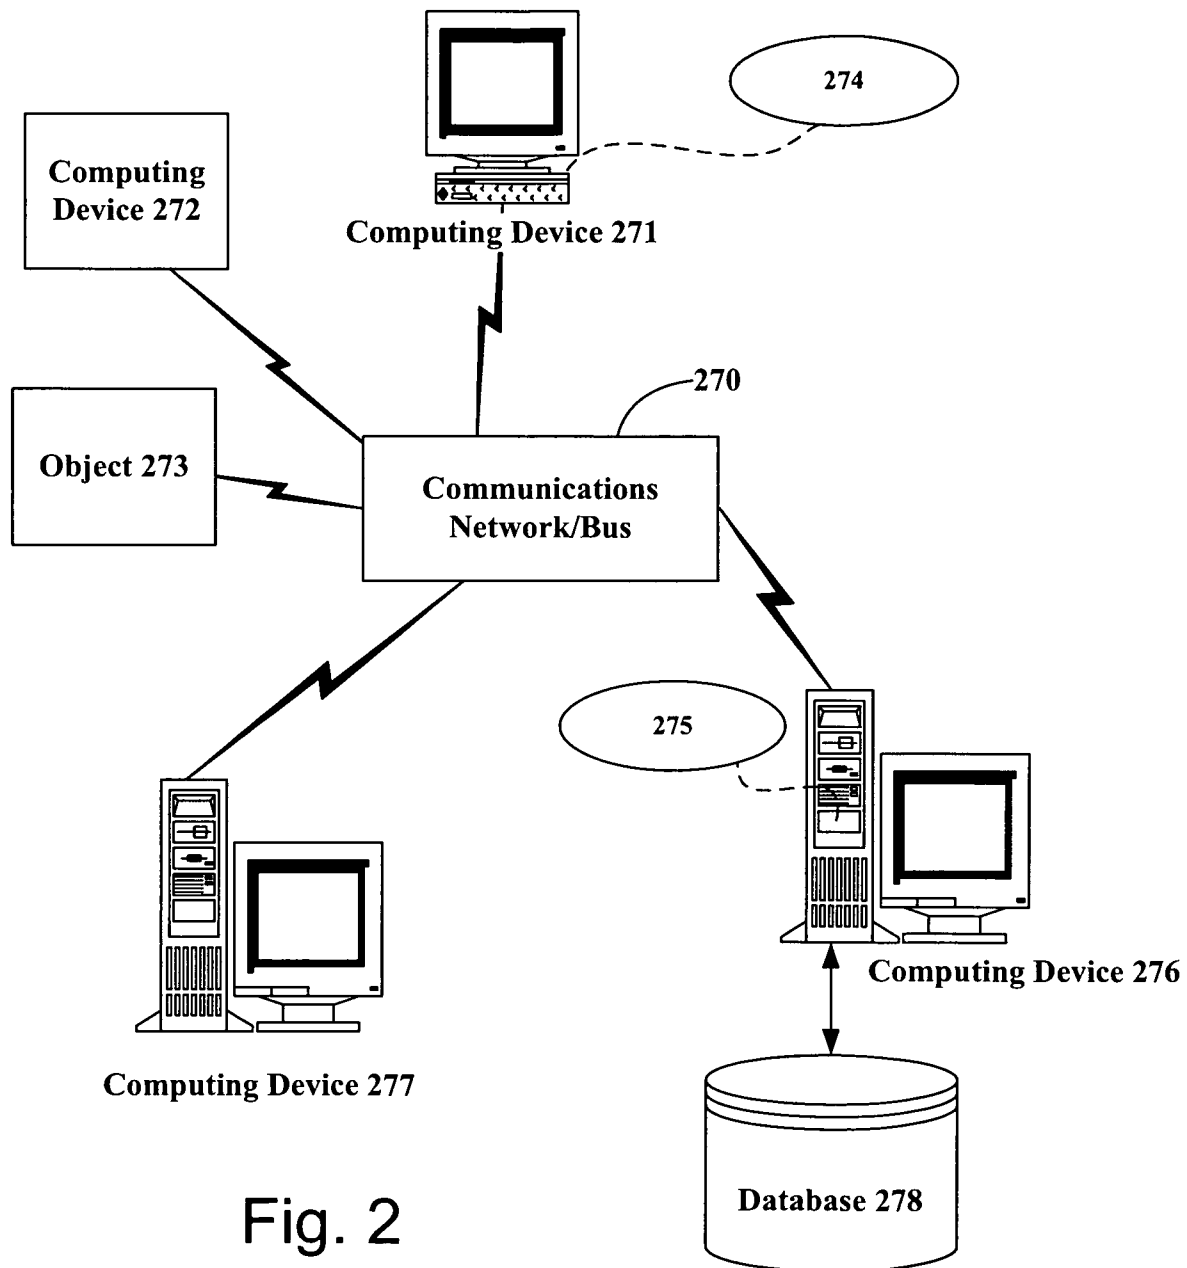 274
Computing
Device 272
Computing Device 271
270
Object 273
Communications
Network/Bus
275
Computing Device 276
Computing Device 277
Database 278
Fig. 2